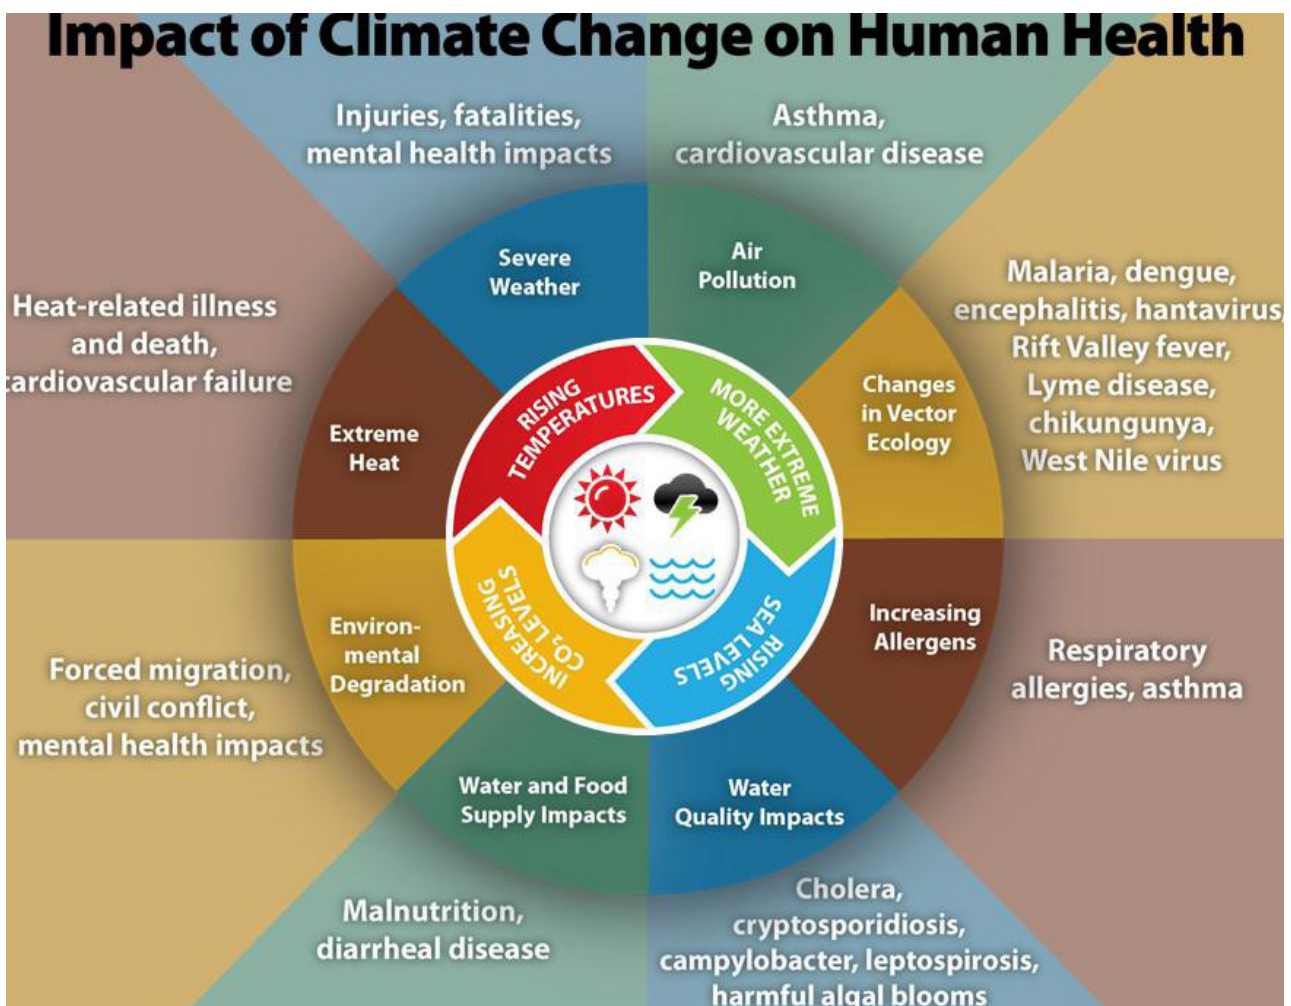 Impact of Climate Change on Human Health
Injuries, fatalities,
mental health impacts
Asthma,
cardiovascular disease
Severe
Weather
Air
Pollution
Heat-related illness
and death,
cardiovascular failure
Malaria, dengue,
encephalitis, hantavirus,
Rift Valley fever,
Lyme disease,
chikungunya,
West Nile virus
Extreme
Heat
Changes
in Vector
Ecology
RISING
TEMPERATURES
MORE EXTREME
WEATHER
INCREASING
CO₂ LEVELS
RISING
SEA LEVELS
Environ-
mental
Degradation
Increasing
Allergens
Forced migration,
civil conflict,
mental health impacts
Respiratory
allergies, asthma
Water and Food
Supply Impacts
Water
Quality Impacts
Malnutrition,
diarrheal disease
Cholera,
cryptosporidiosis,
campylobacter, leptospirosis,
harmful algal blooms